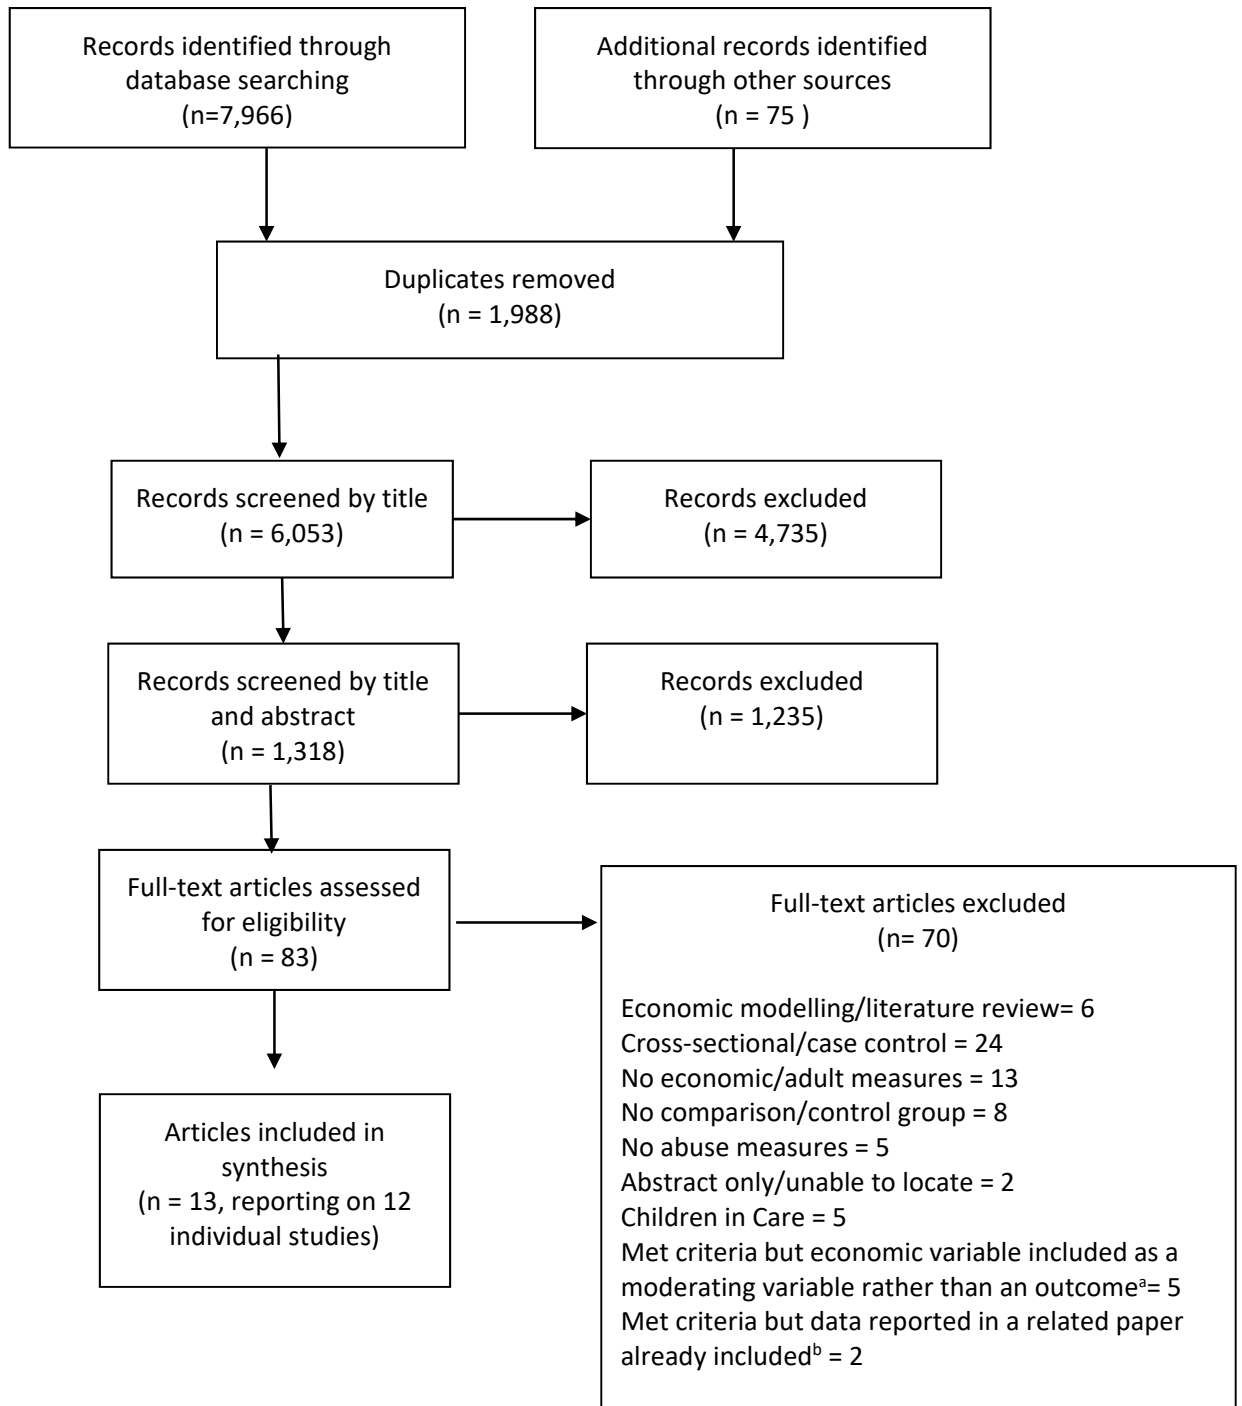 Records identified through
database searching
(n=7,966)
Additional records identified
through other sources
(n = 75 )
Duplicates removed
(n = 1,988)
Records screened by title
(n = 6,053)
Records excluded
(n = 4,735)
Records screened by title
and abstract
(n = 1,318)
Records excluded
(n = 1,235)
Full-text articles assessed
for eligibility
(n = 83)
Full-text articles excluded
(n= 70)
Economic modelling/literature review= 6
Cross-sectional/case control = 24
No economic/adult measures = 13
No comparison/control group = 8
No abuse measures = 5
Abstract only/unable to locate = 2
Children in Care = 5
Met criteria but economic variable included as a
moderating variable rather than an outcomeᵃ= 5
Met criteria but data reported in a related paper
already includedᵇ = 2
Articles included in
synthesis
(n = 13, reporting on 12
individual studies)